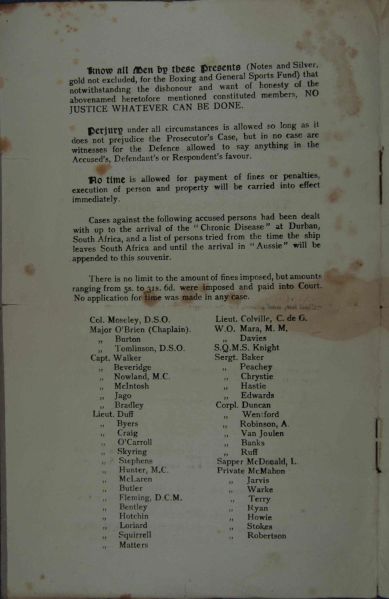 Know all Men by these Presents (Notes and Silver,
gold not excluded, for the Boxing and General Sports Fund) that
notwithstanding the dishonour and want of honesty of the
abovenamed heretofore mentioned constituted members, NO
JUSTICE WHATEVER CAN BE DONE.
Perjury under all circumstances is allowed so long as it
does not prejudice the Prosecutor's Case, but in no case are
witnesses for the Defence allowed to say anything in the
Accused's, Defendant's or Respondent's favour.
No time is allowed for payment of fines or penalties,
execution of person and property will be carried into effect
immediately.
Cases against the following accused persons had been dealt
with up to the arrival of the "Chronic Disease" at Durban,
South Africa, and a list of persons tried from the time the ship
leaves South Africa and until the arrival in "Aussie" will be
appended to this souvenir.
There is no limit to the amount of fines imposed, but amounts
ranging from 5s. to 31s. 6d. were imposed and paid into Court.
No application for time was made in any case.
Col. Moseley, D.S.O.
Major O'Brien (Chaplain).
„ Burton
„ Tomlinson, D.S.O.
Capt. Walker
„ Beveridge
„ Nowland, M.C.
„ McIntosh
„ Jago
„ Bradley
Lieut. Duff
„ Byers
„ Craig
„ O'Carroll
„ Skyring
„ Stephens
„ Hunter, M.C.
„ McLaren
„ Butler
„ Fleming, D.C.M.
„ Bentley
„ Hotchin
„ Loriard
„ Squirrell
„ Matters
Lieut. Colville, C. de G.
W.O. Mara, M. M.
„ Davies
S.Q.M.S. Knight
Sergt. Baker
„ Peachey
„ Chrystie
„ Hastie
„ Edwards
Corpl. Duncan
„ Wentford
„ Robinson, A.
„ Van Joulen
„ Banks
„ Ruff
Sapper McDonald, L.
Private McMahon
„ Jarvis
„ Warke
„ Terry
„ Ryan
„ Howie
„ Stokes
„ Robertson